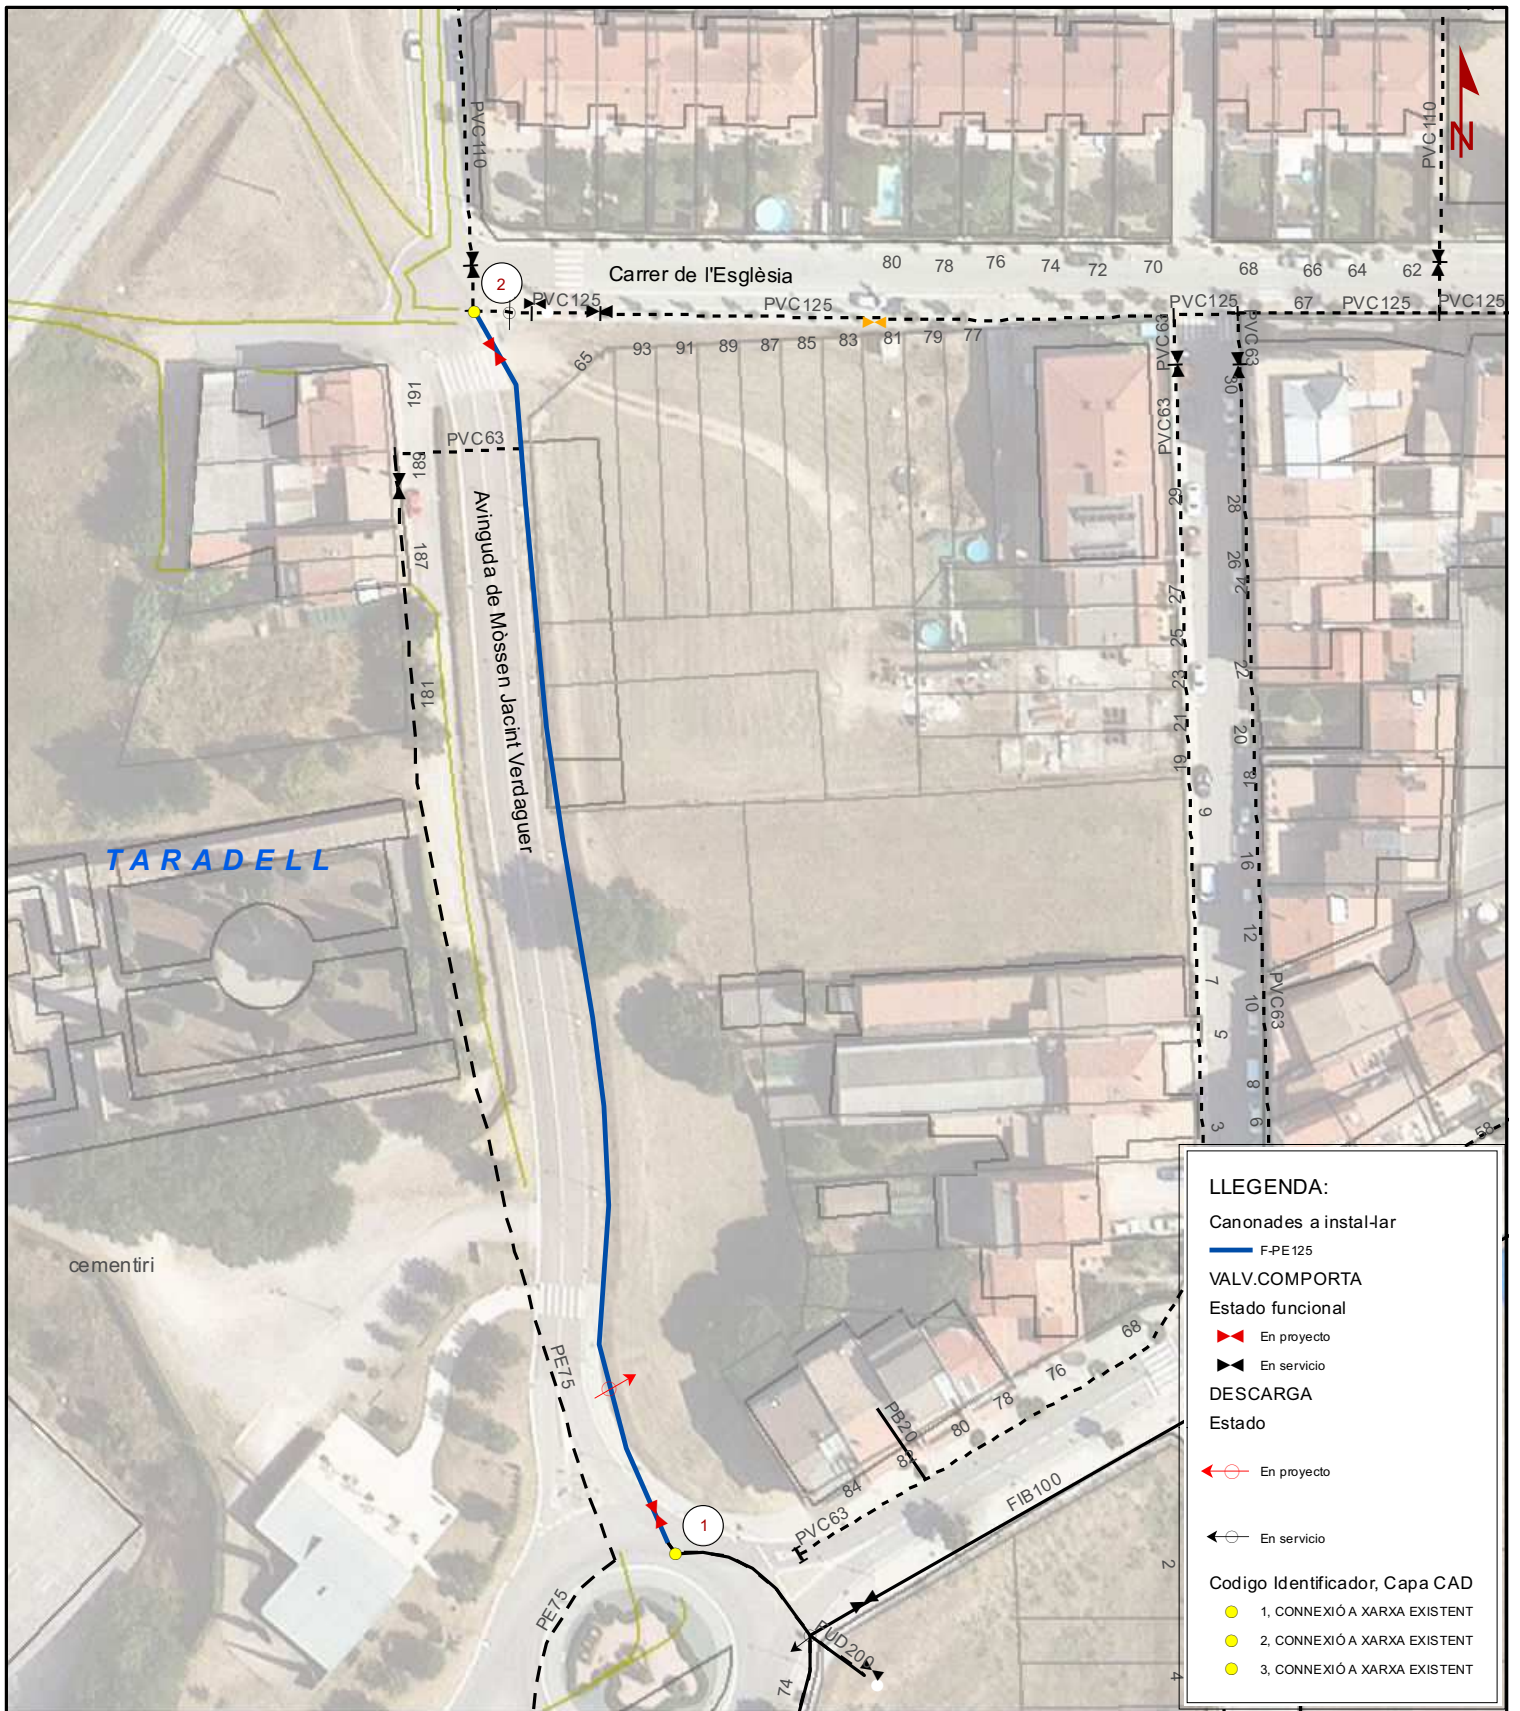 PVC110
PVC110
N
2
Carrer de l'Esglèsia
80
78
76
74
72
70
68
66
64
62
PVC125
PVC125
PVC125
67
PVC125
PVC125
65
93
91
89
87
85
83
81
79
77
PVC63
PVC63
PVC63
30
191
PVC63
189
187
181
Avinguda de Mòssen Jacint Verdaguer
29
28
26
24
27
25
23
22
21
20
19
18
9
16
12
7
10
PVC63
5
8
3
6
58
TARADELL
cementiri
PE75
PE75
68
76
78
80
PB20
84
PVC63
FIB100
1
FUD200
74
2
4
LLEGENDA:
Canonades a instal·lar
F-PE125
VALV.COMPORTA
Estado funcional
En proyecto
En servicio
DESCARGA
Estado
En proyecto
En servicio
Codigo Identificador, Capa CAD
1, CONNEXIÓ A XARXA EXISTENT
2, CONNEXIÓ A XARXA EXISTENT
3, CONNEXIÓ A XARXA EXISTENT